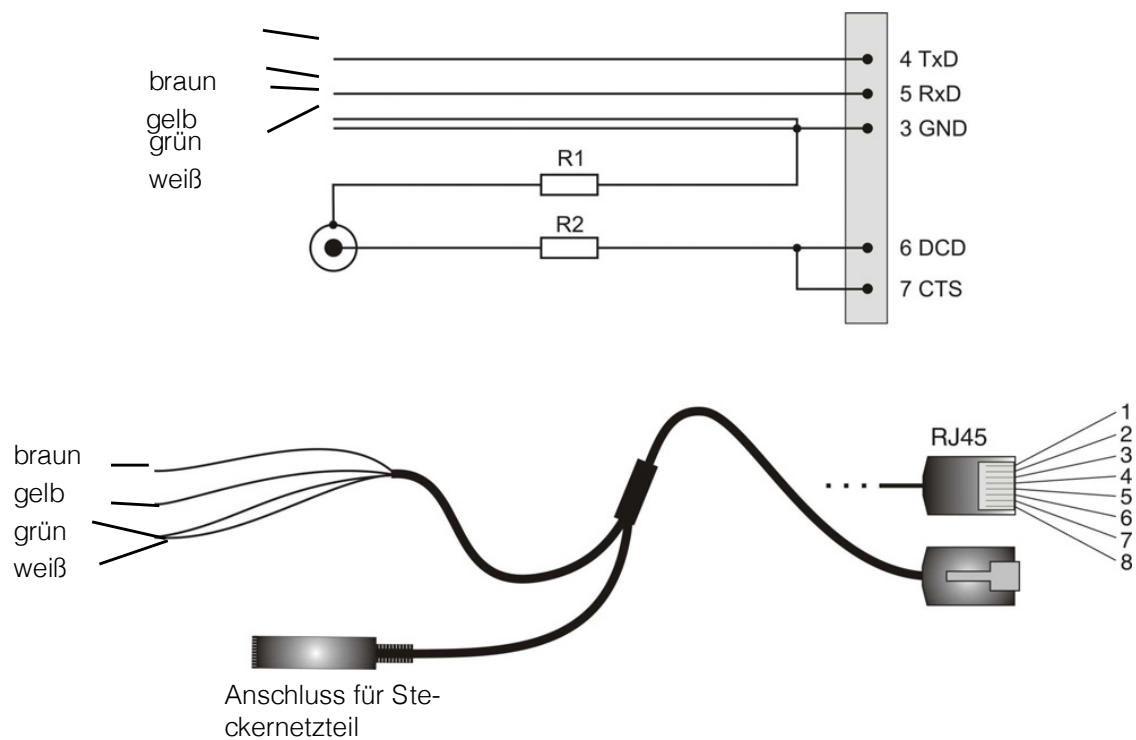 4 TxD
braun
5 RxD
gelb
3 GND
grün
R1
weiß
R2
6 DCD
7 CTS
RJ45
1
2
3
4
5
6
7
8
braun
gelb
grün
weiß
Anschluss für Ste-
ckernetzteil